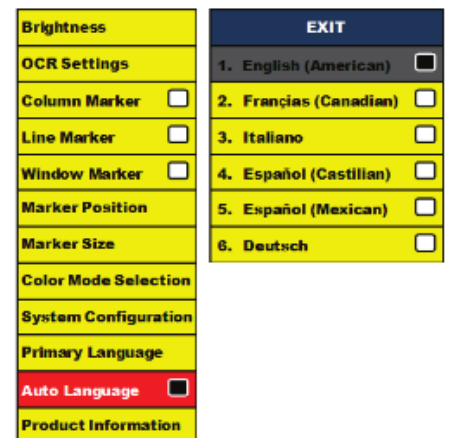 Brightness
OCR Settings
Column Marker
Line Marker
Window Marker
Marker Position
Marker Size
Color Mode Selection
System Configuration
Primary Language
Auto Language
Product Information
EXIT
1. English (American)
2. Françias (Canadian)
3. Italiano
4. Español (Castilian)
5. Español (Mexican)
6. Deutsch